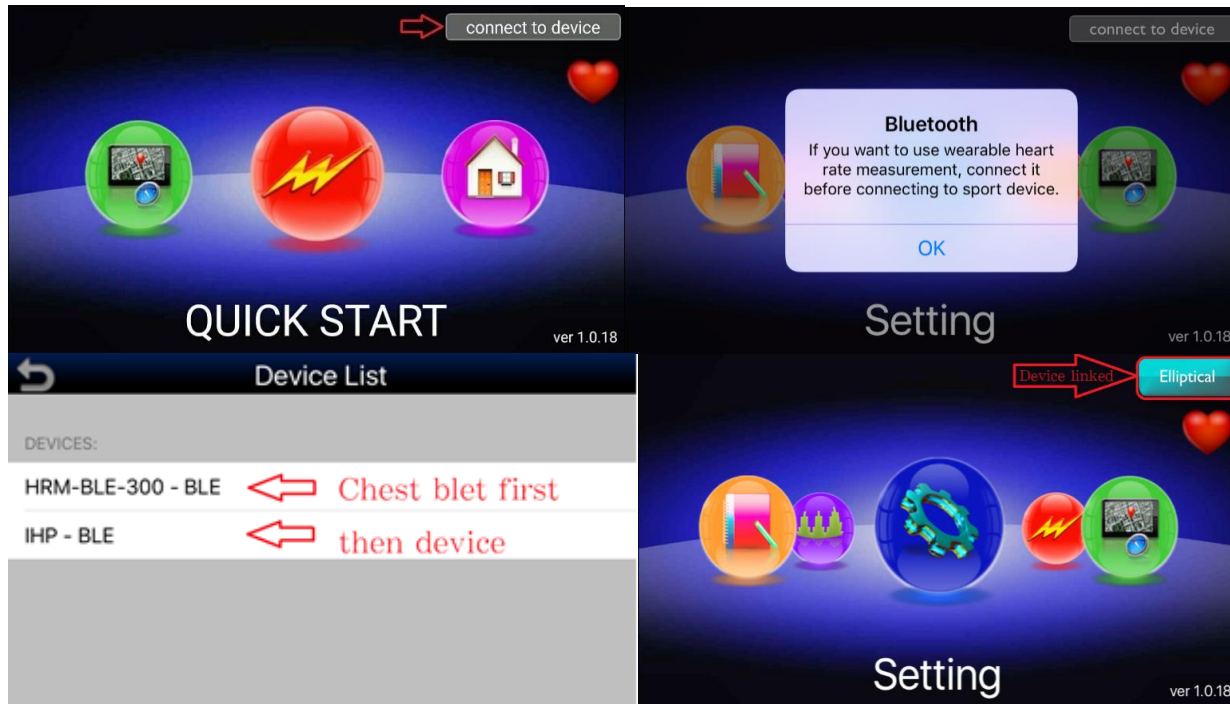 connect to device
QUICK START
ver 1.0.18
connect to device
Bluetooth
If you want to use wearable heart
rate measurement, connect it
before connecting to sport device.
OK
Setting
ver 1.0.18
Device List
DEVICES:
HRM-BLE-300 - BLE
Chest blet first
IHP - BLE
then device
Device linked
Elliptical
Setting
ver 1.0.18